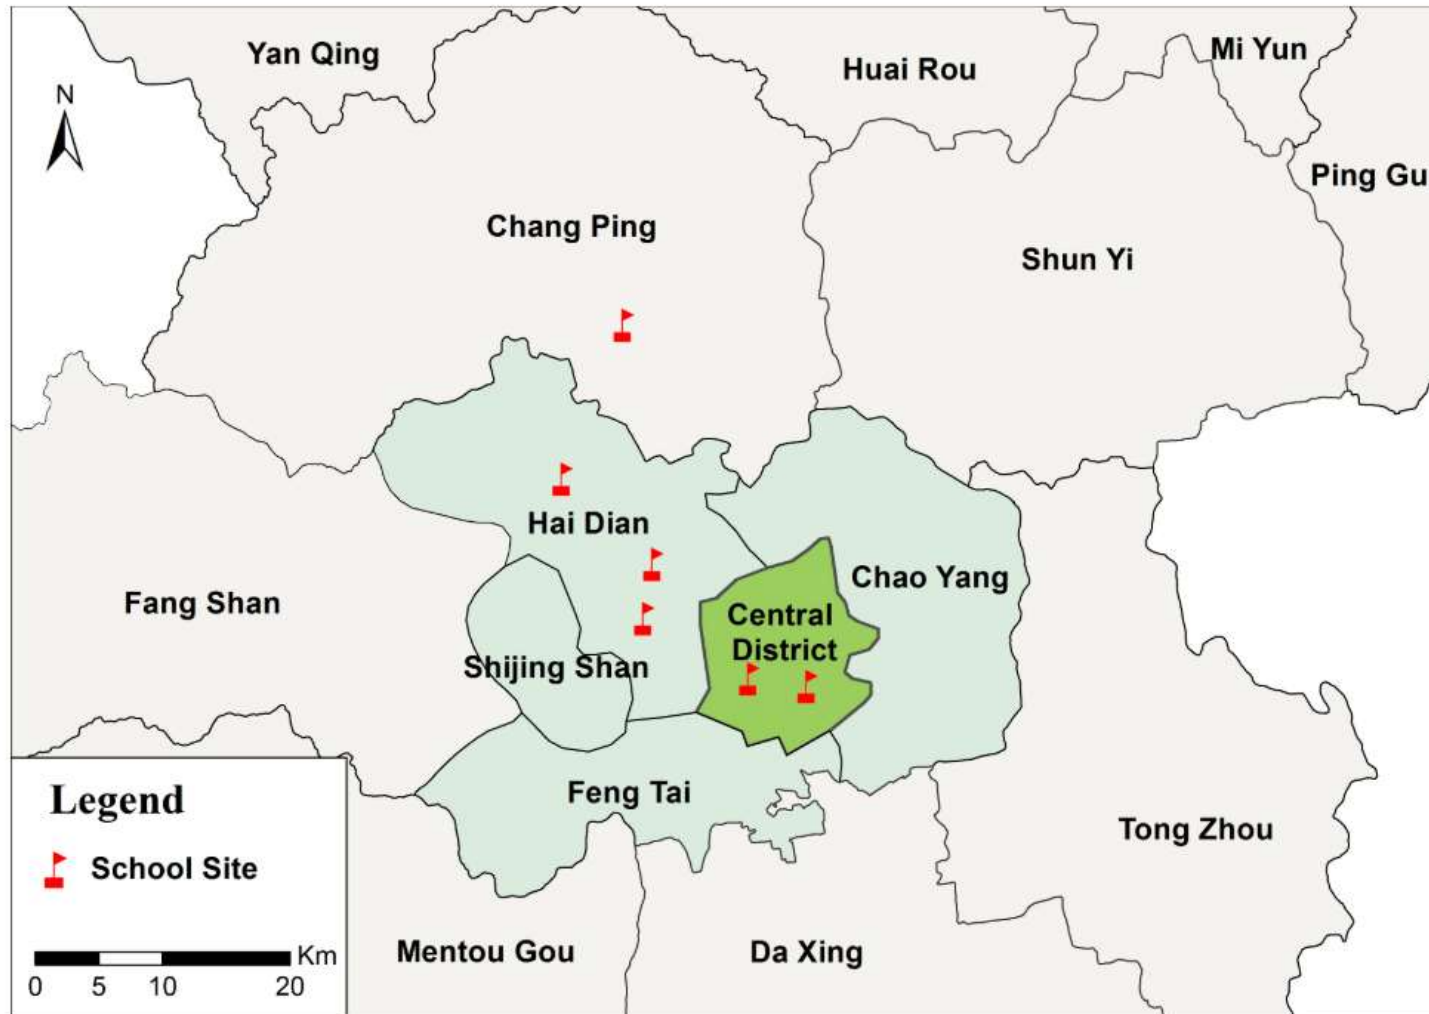 Yan Qing
Huai Rou
Mi Yun
N
Ping Gu
Chang Ping
Shun Yi
Hai Dian
Chao Yang
Fang Shan
Central
District
Shijing Shan
Feng Tai
Tong Zhou
Mentou Gou
Da Xing
Legend
School Site
Km
0 5 10 20